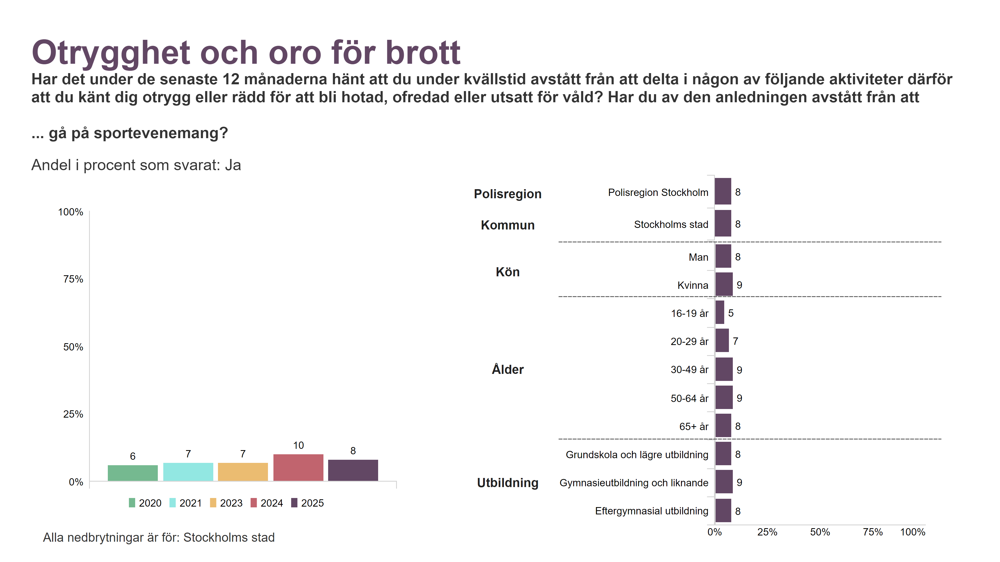 Otrygghet och oro för brott
Har det under de senaste 12 månaderna hänt att du under kvällstid avstått från att delta i någon av följande aktiviteter därför
att du känt dig otrygg eller rädd för att bli hotad, ofredad eller utsatt för våld? Har du av den anledningen avstått från att
... gå på sportevenemang?
Andel i procent som svarat: Ja
100%
75%
50%
25%
0%
6
7
7
10
8
2020 2021 2023 2024 2025
Polisregion
Polisregion Stockholm 8
Kommun
Stockholms stad 8
Kön
Man 8
Kvinna 9
Ålder
16-19 år 5
20-29 år 7
30-49 år 9
50-64 år 9
65+ år 8
Utbildning
Grundskola och lägre utbildning 8
Gymnasieutbildning och liknande 9
Eftergymnasial utbildning 8
0% 25% 50% 75% 100%
Alla nedbrytningar är för: Stockholms stad